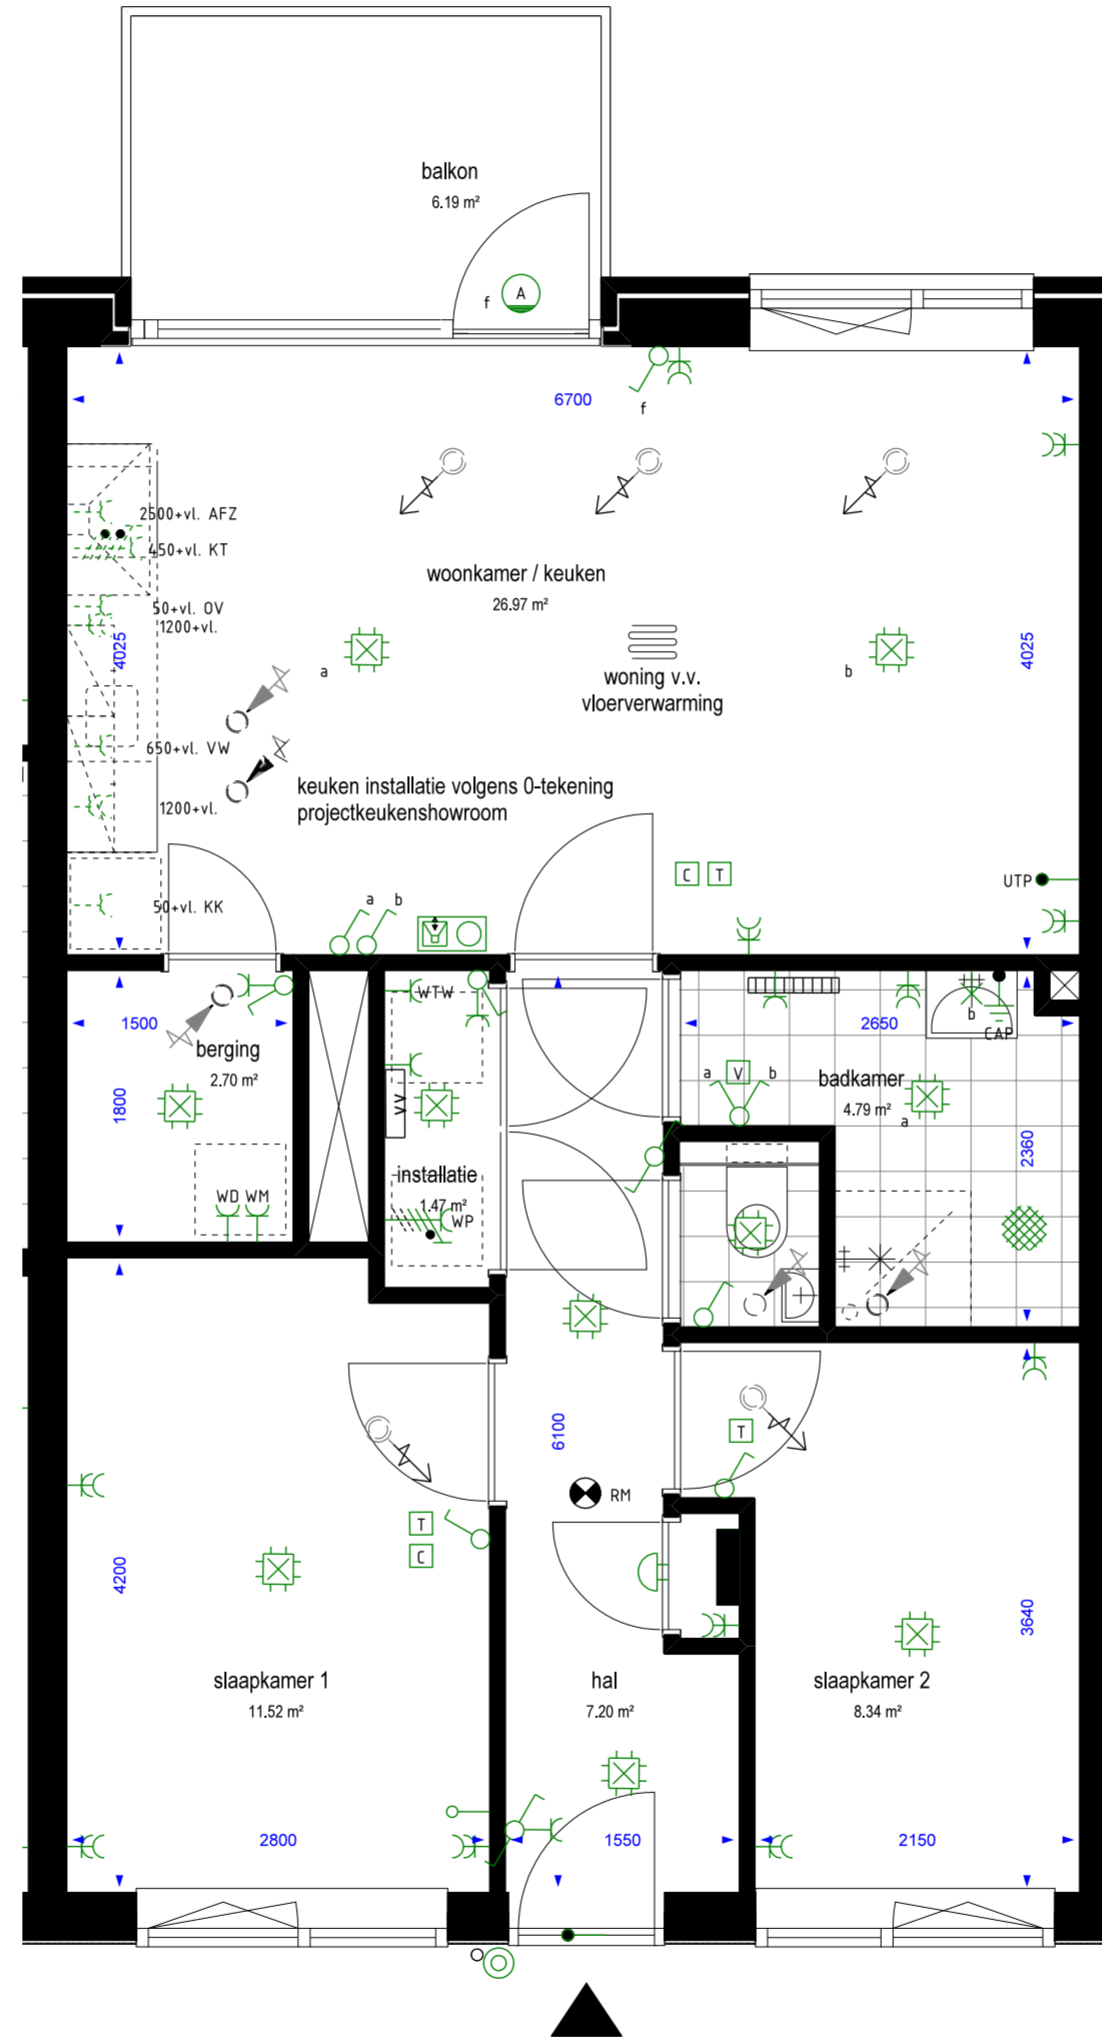 balkon
6.19 m²
f
A
6700
f
2500+vl. AFZ
450+vl. KT
woonkamer / keuken
26.97 m²
50+vl. OV
1200+vl.
4025
4025
a
b
woning v.v.
vloerverwarming
650+vl. VW
keuken installatie volgens 0-tekening
projectkeukenshowroom
1200+vl.
C T
UTP
50+vl. KK
a b
WTW
1500
2650
b
CAP
berging
2.70 m²
a V b
badkamer
4.79 m²
a
1800
VV
2360
installatie
1.47 m²
WD WM
WP
6100
T
RM
T
C
4200
3640
slaapkamer 1
11.52 m²
hal
7.20 m²
slaapkamer 2
8.34 m²
2800
1550
2150